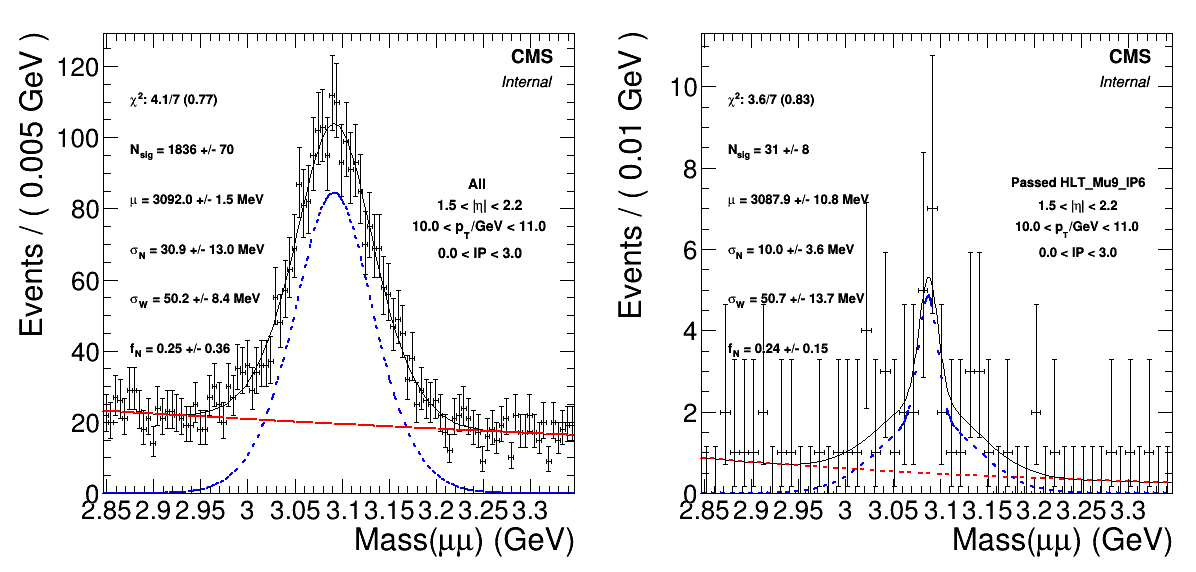 Events / ( 0.005 GeV )
120
100
80
60
40
20
0
CMS
Internal
χ²: 4.1/7 (0.77)
N_sig = 1836 +/- 70
μ = 3092.0 +/- 1.5 MeV
σ_N = 30.9 +/- 13.0 MeV
σ_W = 50.2 +/- 8.4 MeV
f_N = 0.25 +/- 0.36
All
1.5 < |η| < 2.2
10.0 < p_T/GeV < 11.0
0.0 < IP < 3.0
2.85 2.9 2.95 3 3.05 3.1 3.15 3.2 3.25 3.3
Mass(μμ) (GeV)
Events / ( 0.01 GeV )
10
8
6
4
2
0
CMS
Internal
χ²: 3.6/7 (0.83)
N_sig = 31 +/- 8
μ = 3087.9 +/- 10.8 MeV
σ_N = 10.0 +/- 3.6 MeV
σ_W = 50.7 +/- 13.7 MeV
f_N = 0.24 +/- 0.15
Passed HLT_Mu9_IP6
1.5 < |η| < 2.2
10.0 < p_T/GeV < 11.0
0.0 < IP < 3.0
2.85 2.9 2.95 3 3.05 3.1 3.15 3.2 3.25 3.3
Mass(μμ) (GeV)